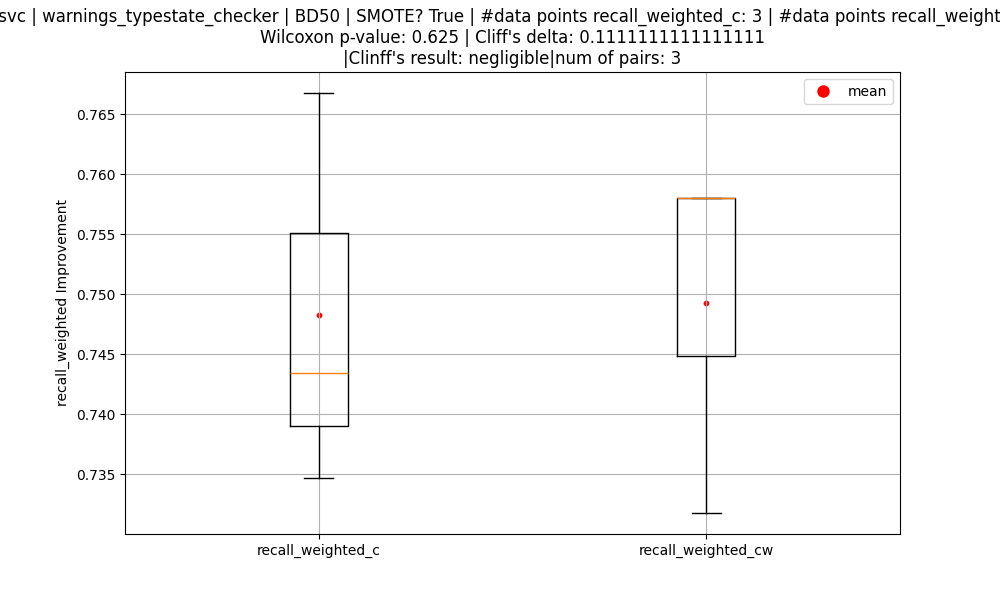 svc | warnings_typestate_checker | BD50 | SMOTE? True | #data points recall_weighted_c: 3 | #data points recall_weight
Wilcoxon p-value: 0.625 | Cliff's delta: 0.1111111111111111
|Clinff's result: negligible|num of pairs: 3
mean
0.765
0.760
0.755
0.750
0.745
0.740
0.735
recall_weighted Improvement
recall_weighted_c
recall_weighted_cw